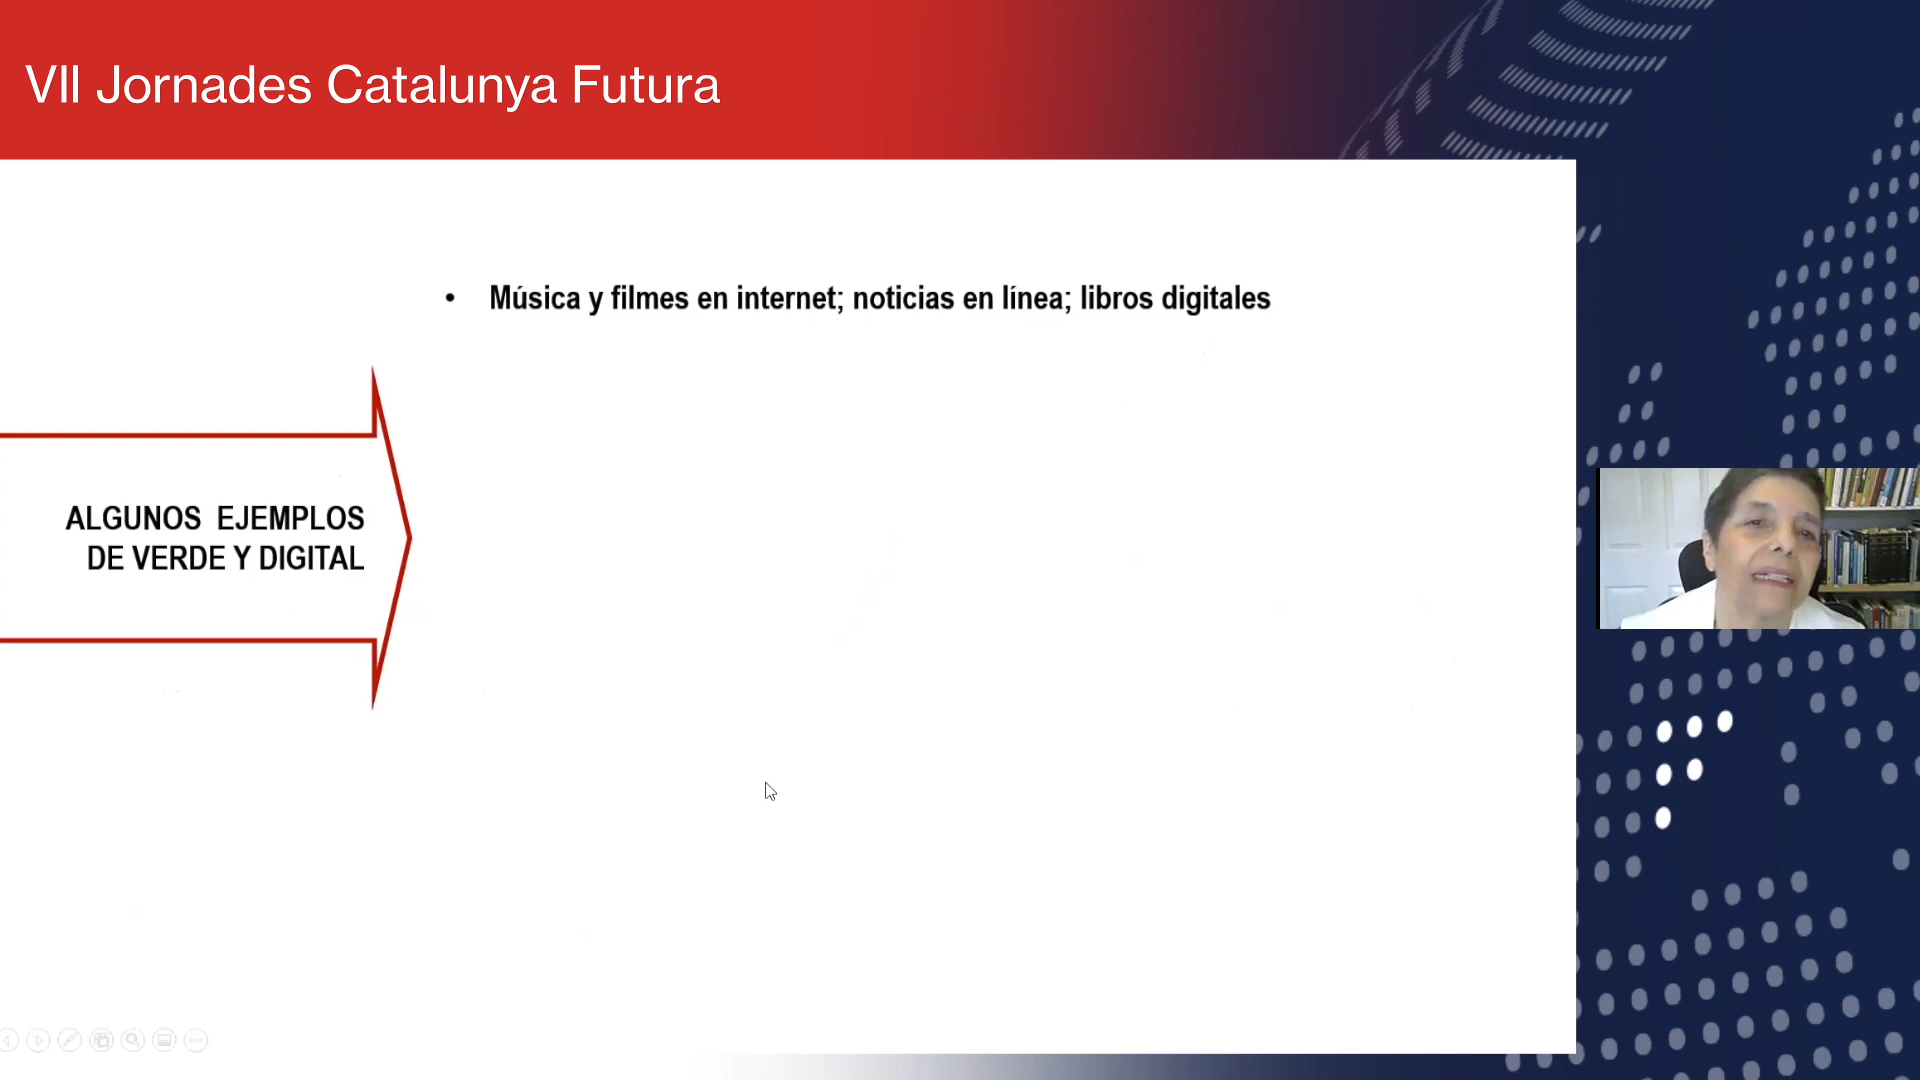 VII Jornades Catalunya Futura
• Música y filmes en internet; noticias en línea; libros digitales
ALGUNOS EJEMPLOS
DE VERDE Y DIGITAL